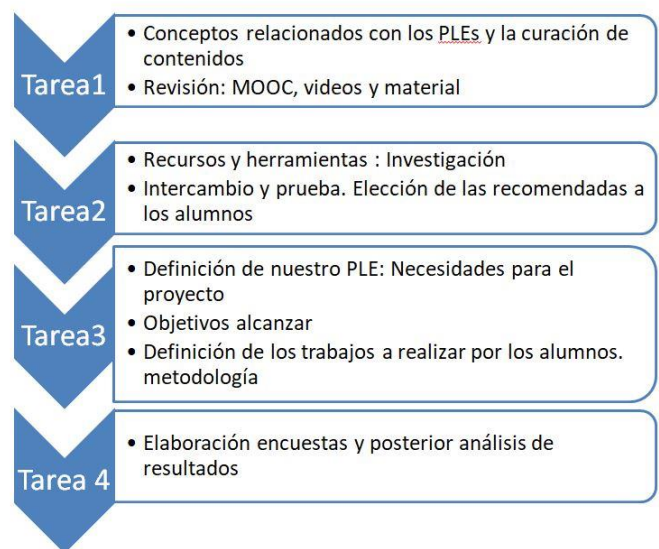 Tarea1
• Conceptos relacionados con los PLEs y la curación de
contenidos
• Revisión: MOOC, videos y material
Tarea2
• Recursos y herramientas : Investigación
• Intercambio y prueba. Elección de las recomendadas a
los alumnos
Tarea3
• Definición de nuestro PLE: Necesidades para el
proyecto
• Objetivos alcanzar
• Definición de los trabajos a realizar por los alumnos.
metodología
Tarea 4
• Elaboración encuestas y posterior análisis de
resultados